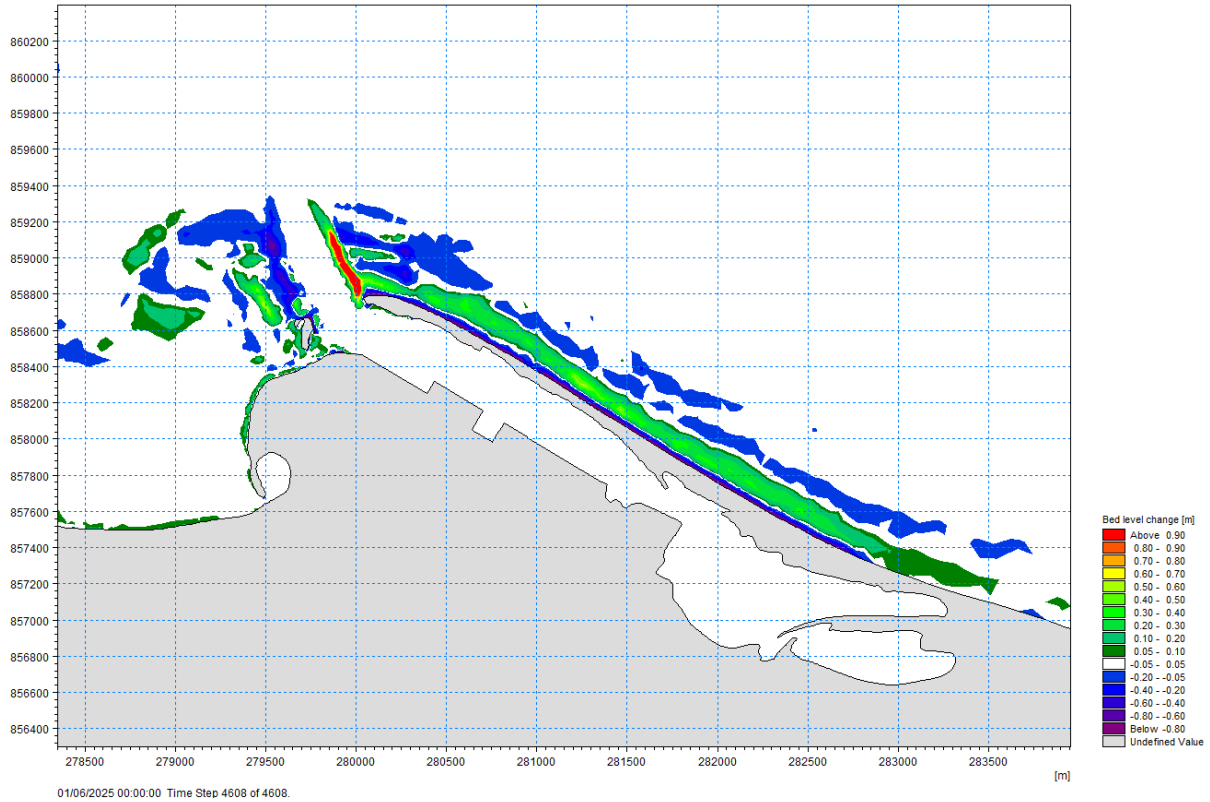 860200
860000
859800
859600
859400
859200
859000
858800
858600
858400
858200
858000
857800
857600
857400
857200
857000
856800
856600
856400
278500 279000 279500 280000 280500 281000 281500 282000 282500 283000 283500
[m]
01/06/2025 00:00:00 Time Step 4608 of 4608.
Bed level change [m]
Above 0.90
0.80 - 0.90
0.70 - 0.80
0.60 - 0.70
0.50 - 0.60
0.40 - 0.50
0.30 - 0.40
0.20 - 0.30
0.10 - 0.20
0.05 - 0.10
-0.05 - 0.05
-0.20 - -0.05
-0.40 - -0.20
-0.60 - -0.40
-0.80 - -0.60
Below -0.80
Undefined Value